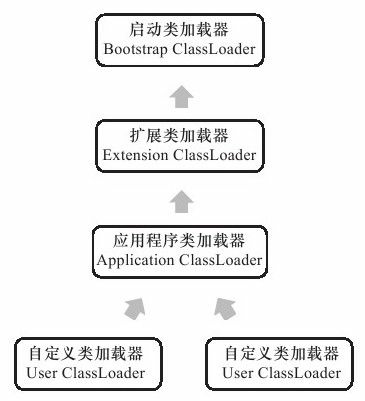 启动类加载器
Bootstrap ClassLoader
扩展类加载器
Extension ClassLoader
应用程序类加载器
Application ClassLoader
自定义类加载器
User ClassLoader
自定义类加载器
User ClassLoader